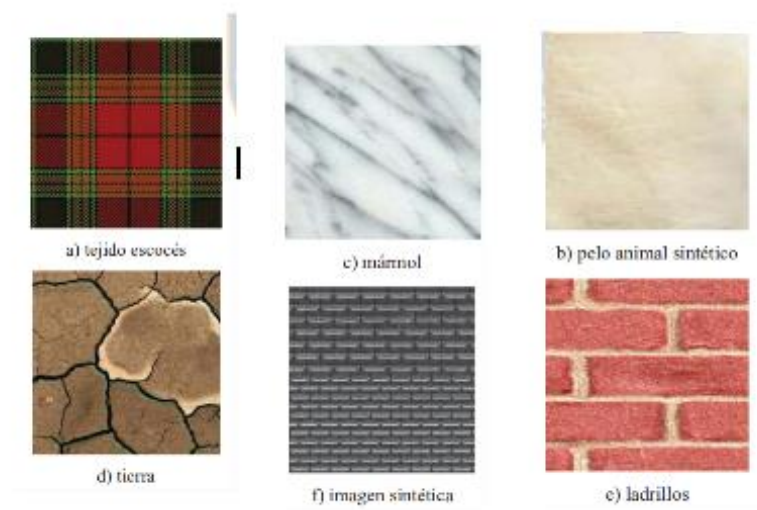 a) tejido escocés
c) mármol
b) pelo animal sintético
d) tierra
f) imagen sintética
e) ladrillos